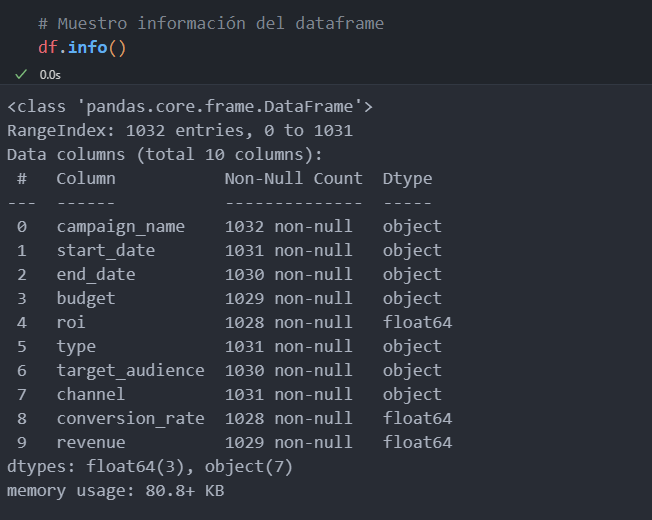 # Muestro información del dataframe
df.info()
✓ 0.0s
<class 'pandas.core.frame.DataFrame'>
RangeIndex: 1032 entries, 0 to 1031
Data columns (total 10 columns):
 #   Column           Non-Null Count  Dtype
---  ------           --------------  -----
 0   campaign_name    1032 non-null   object
 1   start_date       1031 non-null   object
 2   end_date         1030 non-null   object
 3   budget           1029 non-null   object
 4   roi              1028 non-null   float64
 5   type             1031 non-null   object
 6   target_audience  1030 non-null   object
 7   channel          1031 non-null   object
 8   conversion_rate  1028 non-null   float64
 9   revenue          1029 non-null   float64
dtypes: float64(3), object(7)
memory usage: 80.8+ KB